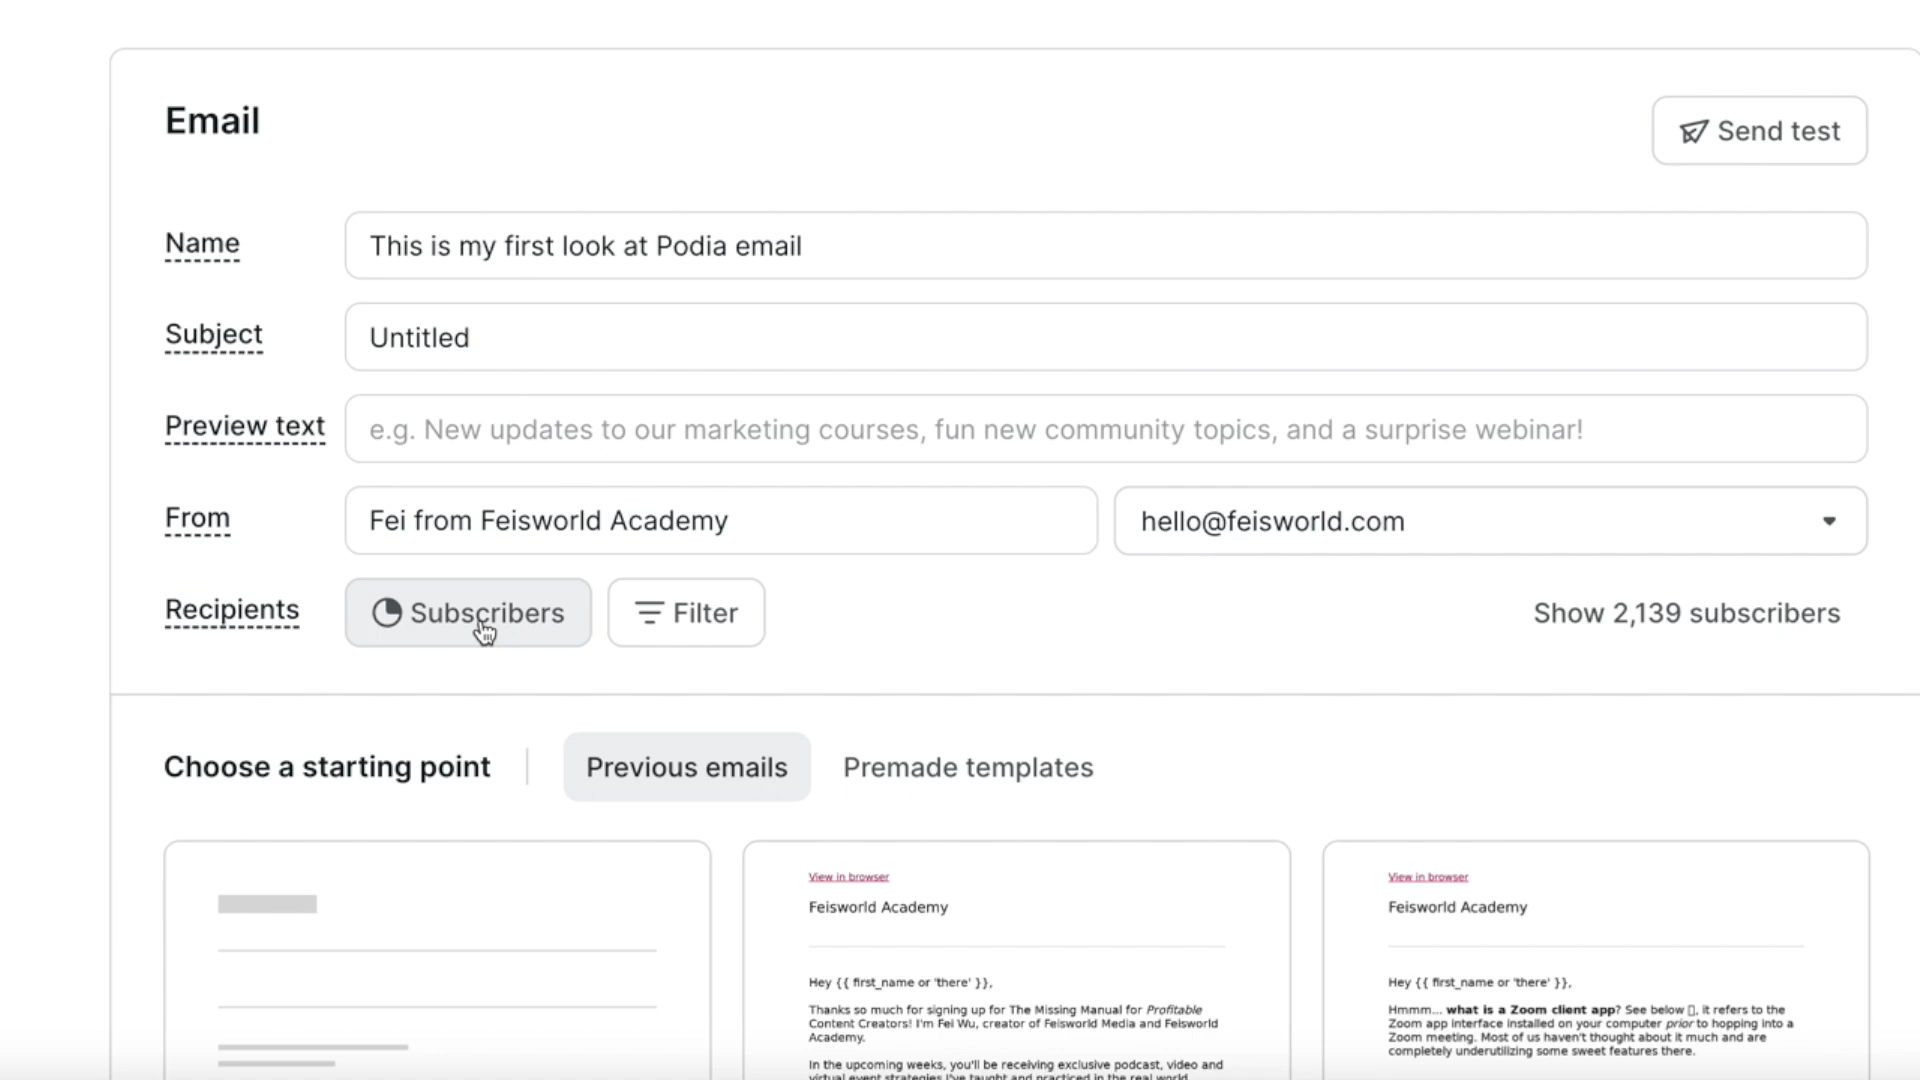 Email
Send test
Name
This is my first look at Podia email
Subject
Untitled
Preview text
e.g. New updates to our marketing courses, fun new community topics, and a surprise webinar!
From
Fei from Feisworld Academy
hello@feisworld.com
Recipients
Subscribers
Filter
Show 2,139 subscribers
Choose a starting point
Previous emails
Premade templates
View in browser
Feisworld Academy
Hey {{ first_name or 'there' }},
Thanks so much for signing up for The Missing Manual for Profitable
Content Creators! I'm Fei Wu, creator of Feisworld Media and Feisworld
Academy.
In the upcoming weeks, you'll be receiving exclusive podcast, video and
virtual event strategies I've taught and practiced in the real world
View in browser
Feisworld Academy
Hey {{ first_name or 'there' }},
Hmmm... what is a Zoom client app? See below ▯, it refers to the
Zoom app interface installed on your computer prior to hopping into a
Zoom meeting. Most of us haven't thought about it much and are
completely underutilizing some sweet features there.